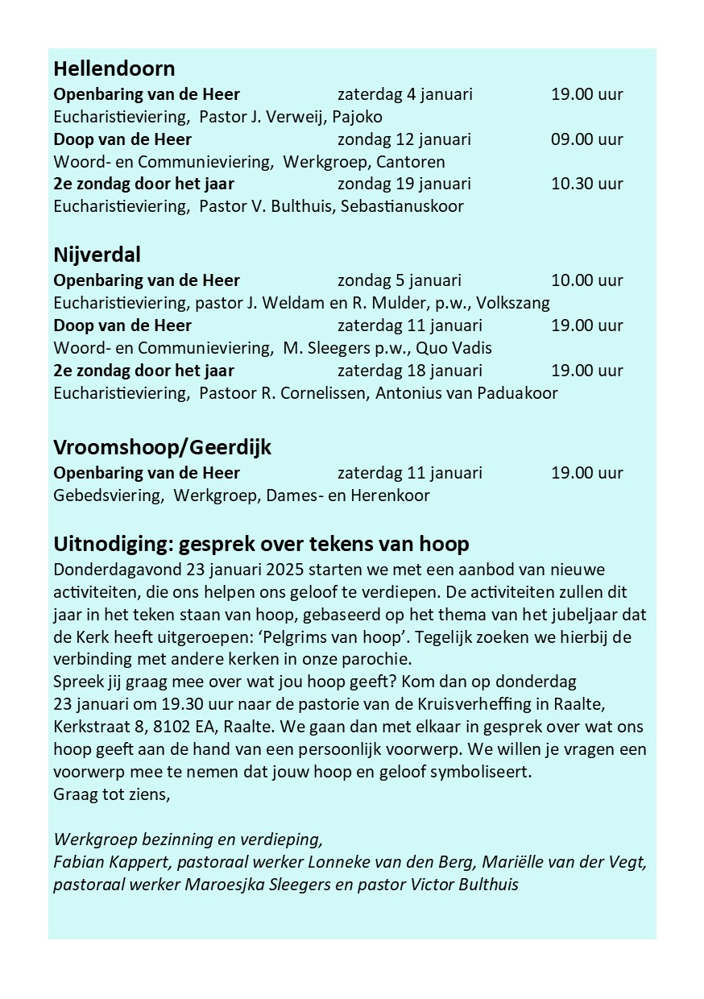 Hellendoorn
Openbaring van de Heer zaterdag 4 januari 19.00 uur
Eucharistieviering, Pastor J. Verweij, Pajoko
Doop van de Heer zondag 12 januari 09.00 uur
Woord- en Communieviering, Werkgroep, Cantoren
2e zondag door het jaar zondag 19 januari 10.30 uur
Eucharistieviering, Pastor V. Bulthuis, Sebastianuskoor
Nijverdal
Openbaring van de Heer zondag 5 januari 10.00 uur
Eucharistieviering, pastor J. Weldam en R. Mulder, p.w., Volkszang
Doop van de Heer zaterdag 11 januari 19.00 uur
Woord- en Communieviering, M. Sleegers p.w., Quo Vadis
2e zondag door het jaar zaterdag 18 januari 19.00 uur
Eucharistieviering, Pastoor R. Cornelissen, Antonius van Paduakoor
Vroomshoop/Geerdijk
Openbaring van de Heer zaterdag 11 januari 19.00 uur
Gebedsviering, Werkgroep, Dames- en Herenkoor
Uitnodiging: gesprek over tekens van hoop
Donderdagavond 23 januari 2025 starten we met een aanbod van nieuwe
activiteiten, die ons helpen ons geloof te verdiepen. De activiteiten zullen dit
jaar in het teken staan van hoop, gebaseerd op het thema van het jubeljaar dat
de Kerk heeft uitgeroepen: ‘Pelgrims van hoop’. Tegelijk zoeken we hierbij de
verbinding met andere kerken in onze parochie.
Spreek jij graag mee over wat jou hoop geeft? Kom dan op donderdag
23 januari om 19.30 uur naar de pastorie van de Kruisverheffing in Raalte,
Kerkstraat 8, 8102 EA, Raalte. We gaan dan met elkaar in gesprek over wat ons
hoop geeft aan de hand van een persoonlijk voorwerp. We willen je vragen een
voorwerp mee te nemen dat jouw hoop en geloof symboliseert.
Graag tot ziens,
Werkgroep bezinning en verdieping,
Fabian Kappert, pastoraal werker Lonneke van den Berg, Mariëlle van der Vegt,
pastoraal werker Maroesjka Sleegers en pastor Victor Bulthuis